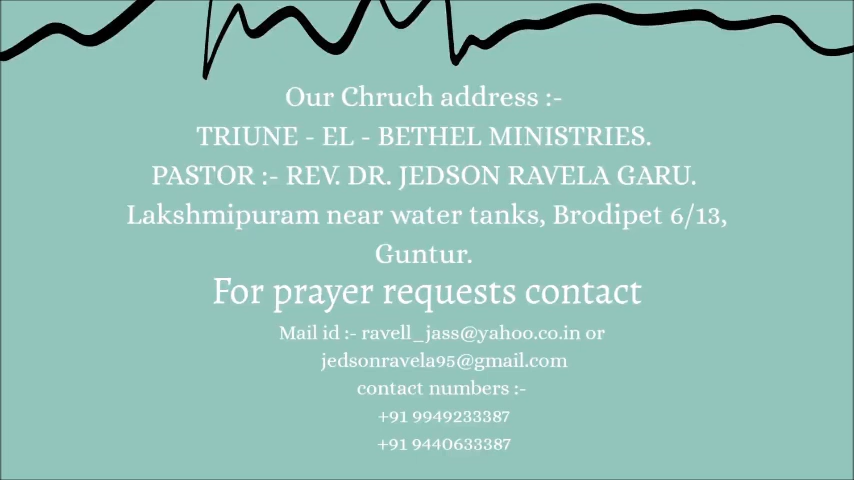 Our Chruch address :-
TRIUNE - EL - BETHEL MINISTRIES.
PASTOR :- REV. DR. JEDSON RAVELA GARU.
Lakshmipuram near water tanks, Brodipet 6/13,
Guntur.
For prayer requests contact
Mail id :- ravell_jass@yahoo.co.in or
jedsonravela95@gmail.com
contact numbers :-
+91 9949233387
+91 9440633387